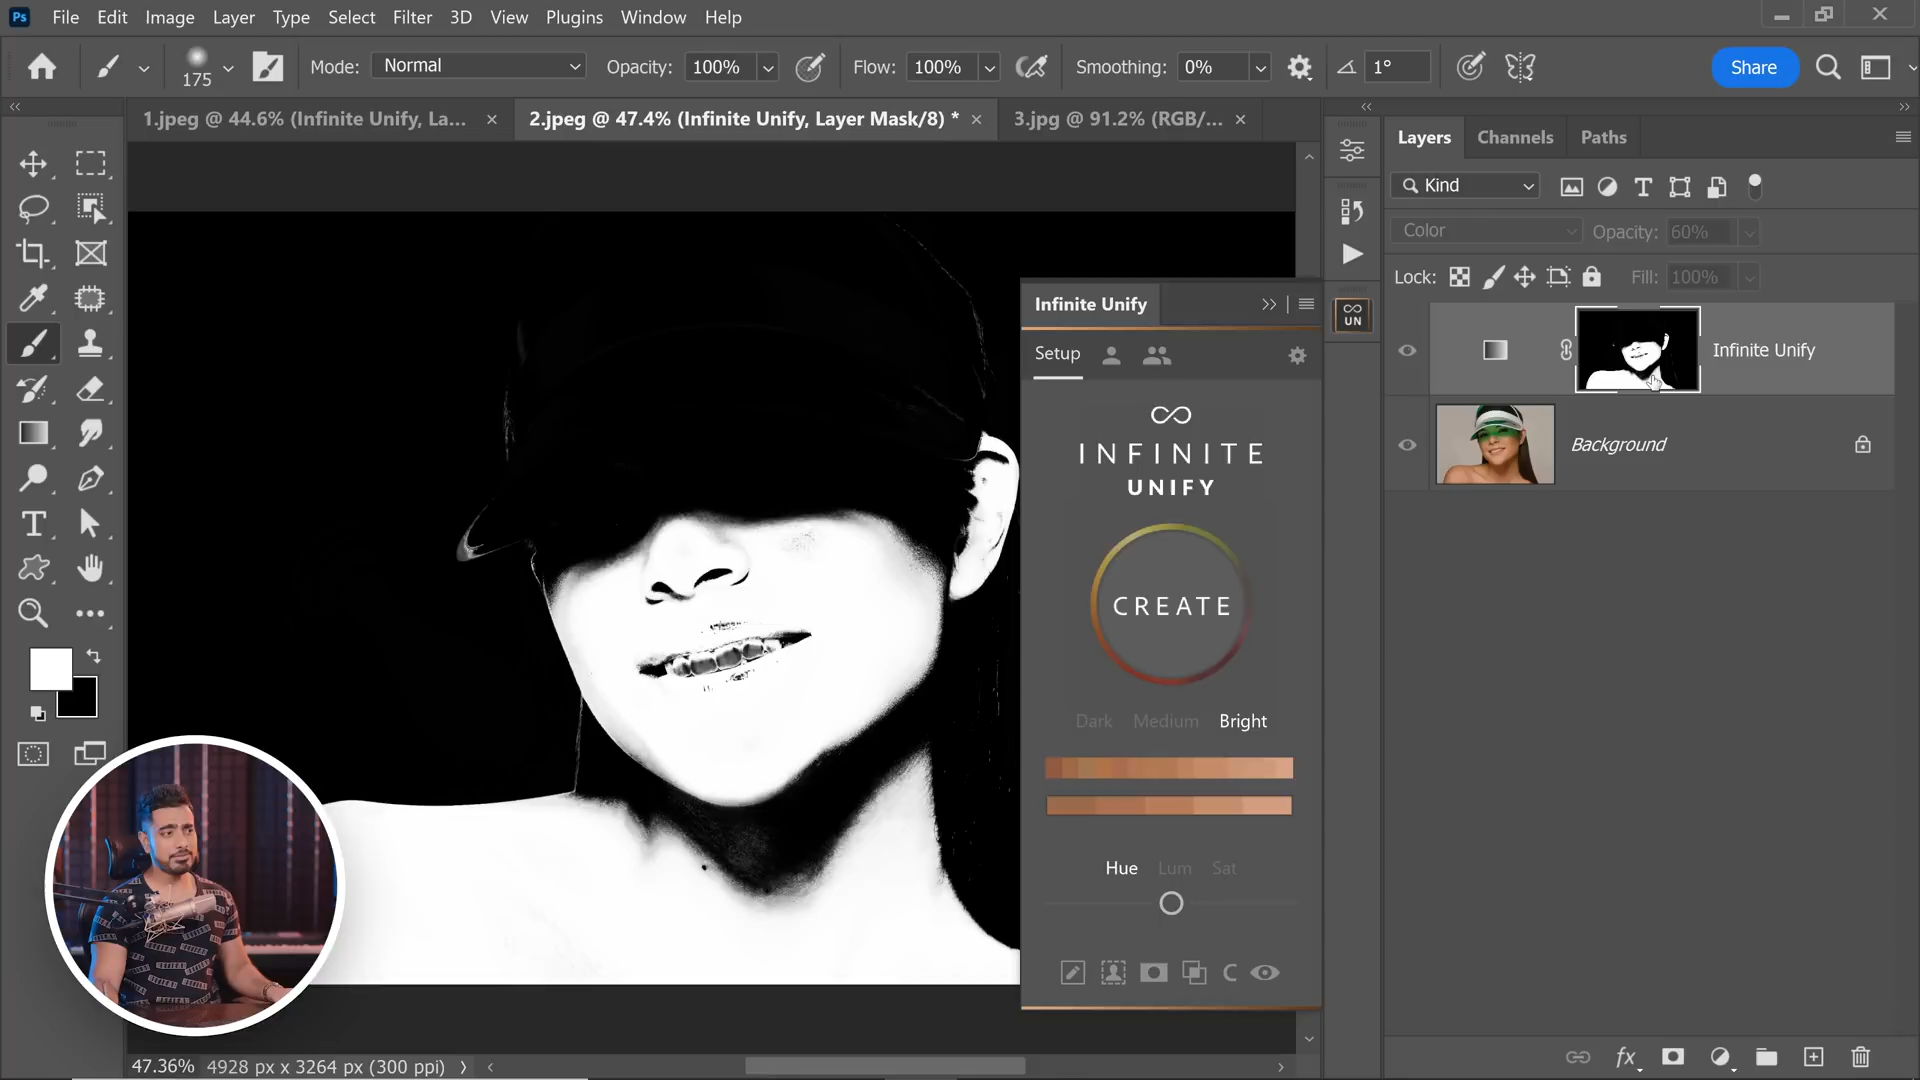 Ps File Edit Image Layer Type Select Filter 3D View Plugins Window Help
175 Mode: Normal Opacity: 100% Flow: 100% Smoothing: 0% 1° Share
1.jpeg @ 44.6% (Infinite Unify, La... × 2.jpeg @ 47.4% (Infinite Unify, Layer Mask/8) * × 3.jpg @ 91.2% (RGB/... ×
Layers Channels Paths
Kind
Color Opacity: 60%
Lock: Fill: 100%
Infinite Unify
UN
Setup
Infinite Unify
INFINITE
UNIFY
Background
CREATE
Dark Medium Bright
Hue Lum Sat
47.36% 4928 px x 3264 px (300 ppi)
fx